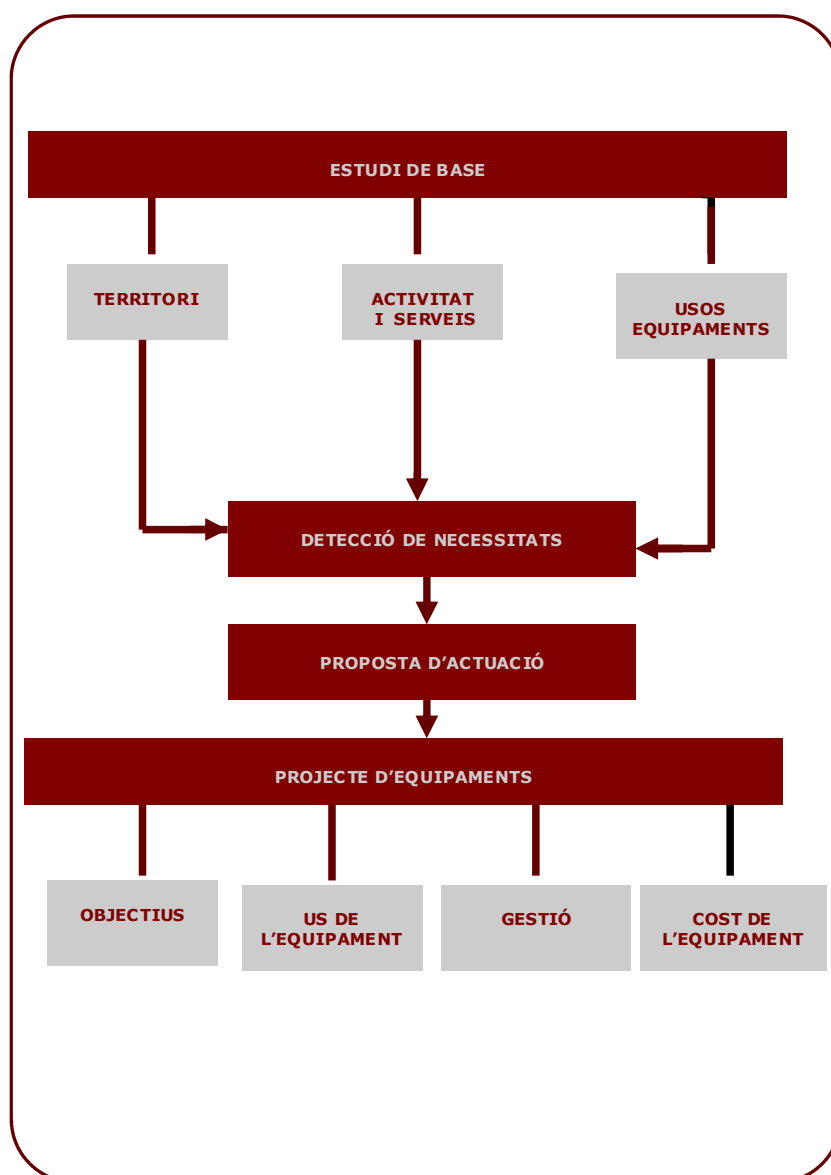 ESTUDI DE BASE
TERRITORI
ACTIVITAT
I SERVEIS
USOS
EQUIPAMENTS
DETECCIÓ DE NECESSITATS
PROPOSTA D'ACTUACIÓ
PROJECTE D'EQUIPAMENTS
OBJECTIUS
US DE
L'EQUIPAMENT
GESTIÓ
COST DE
L'EQUIPAMENT